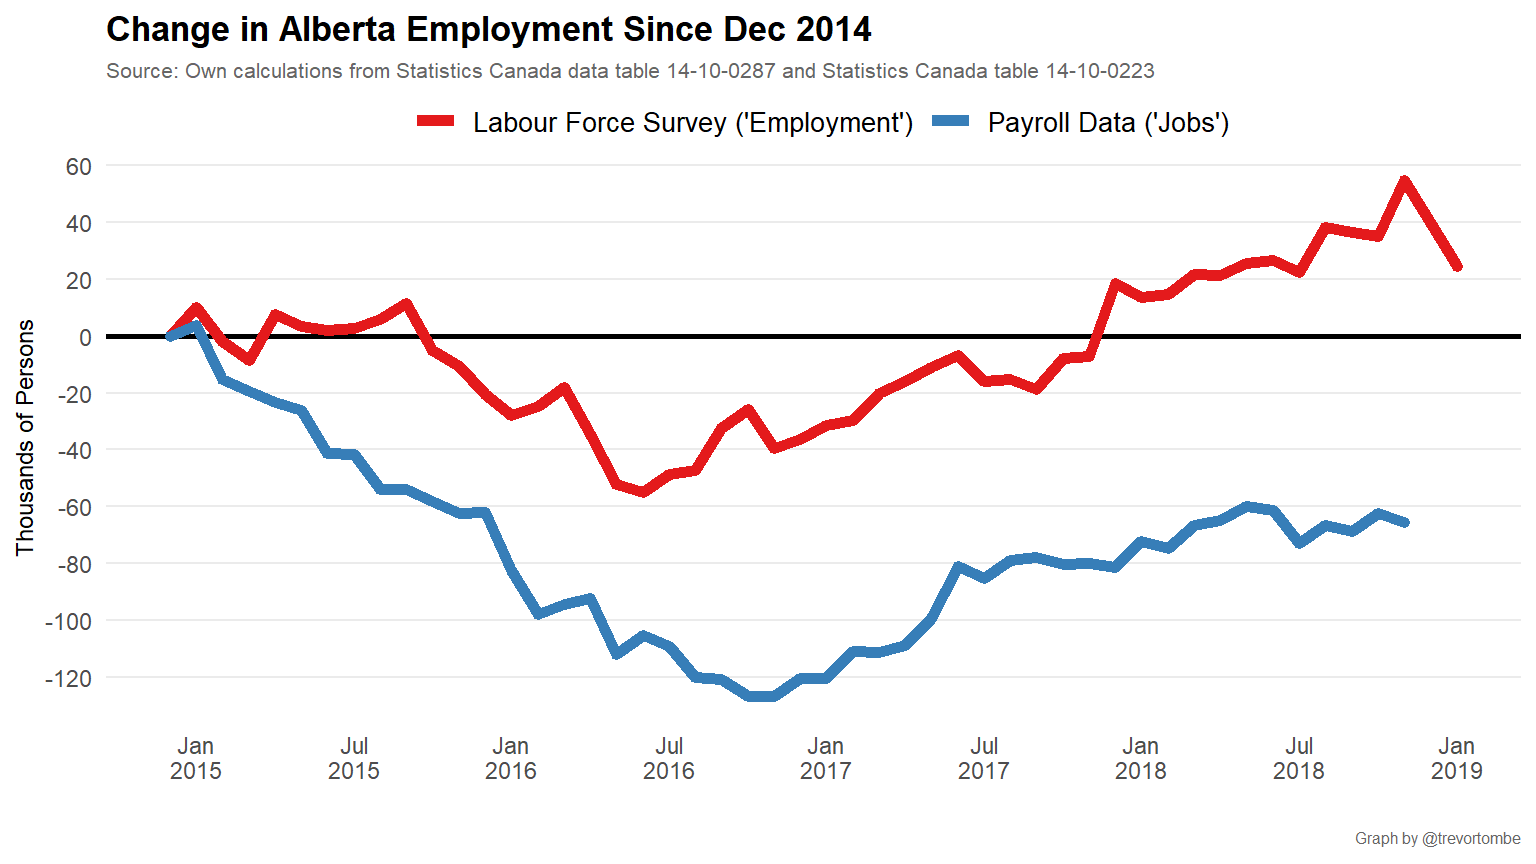 Change in Alberta Employment Since Dec 2014
Source: Own calculations from Statistics Canada data table 14-10-0287 and Statistics Canada table 14-10-0223
Labour Force Survey ('Employment') Payroll Data ('Jobs')
Thousands of Persons
60
40
20
0
-20
-40
-60
-80
-100
-120
Jan Jul Jan Jul Jan Jul Jan Jul Jan
2015 2015 2016 2016 2017 2017 2018 2018 2019
Graph by @trevortombe